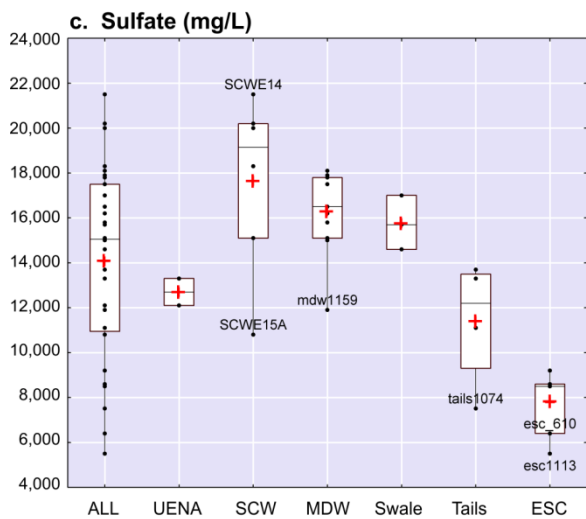 c. Sulfate (mg/L)
24,000
22,000
20,000
18,000
16,000
14,000
12,000
10,000
8,000
6,000
4,000
SCWE14
SCWE15A
mdw1159
tails1074
esc_610
esc1113
ALL UENA SCW MDW Swale Tails ESC